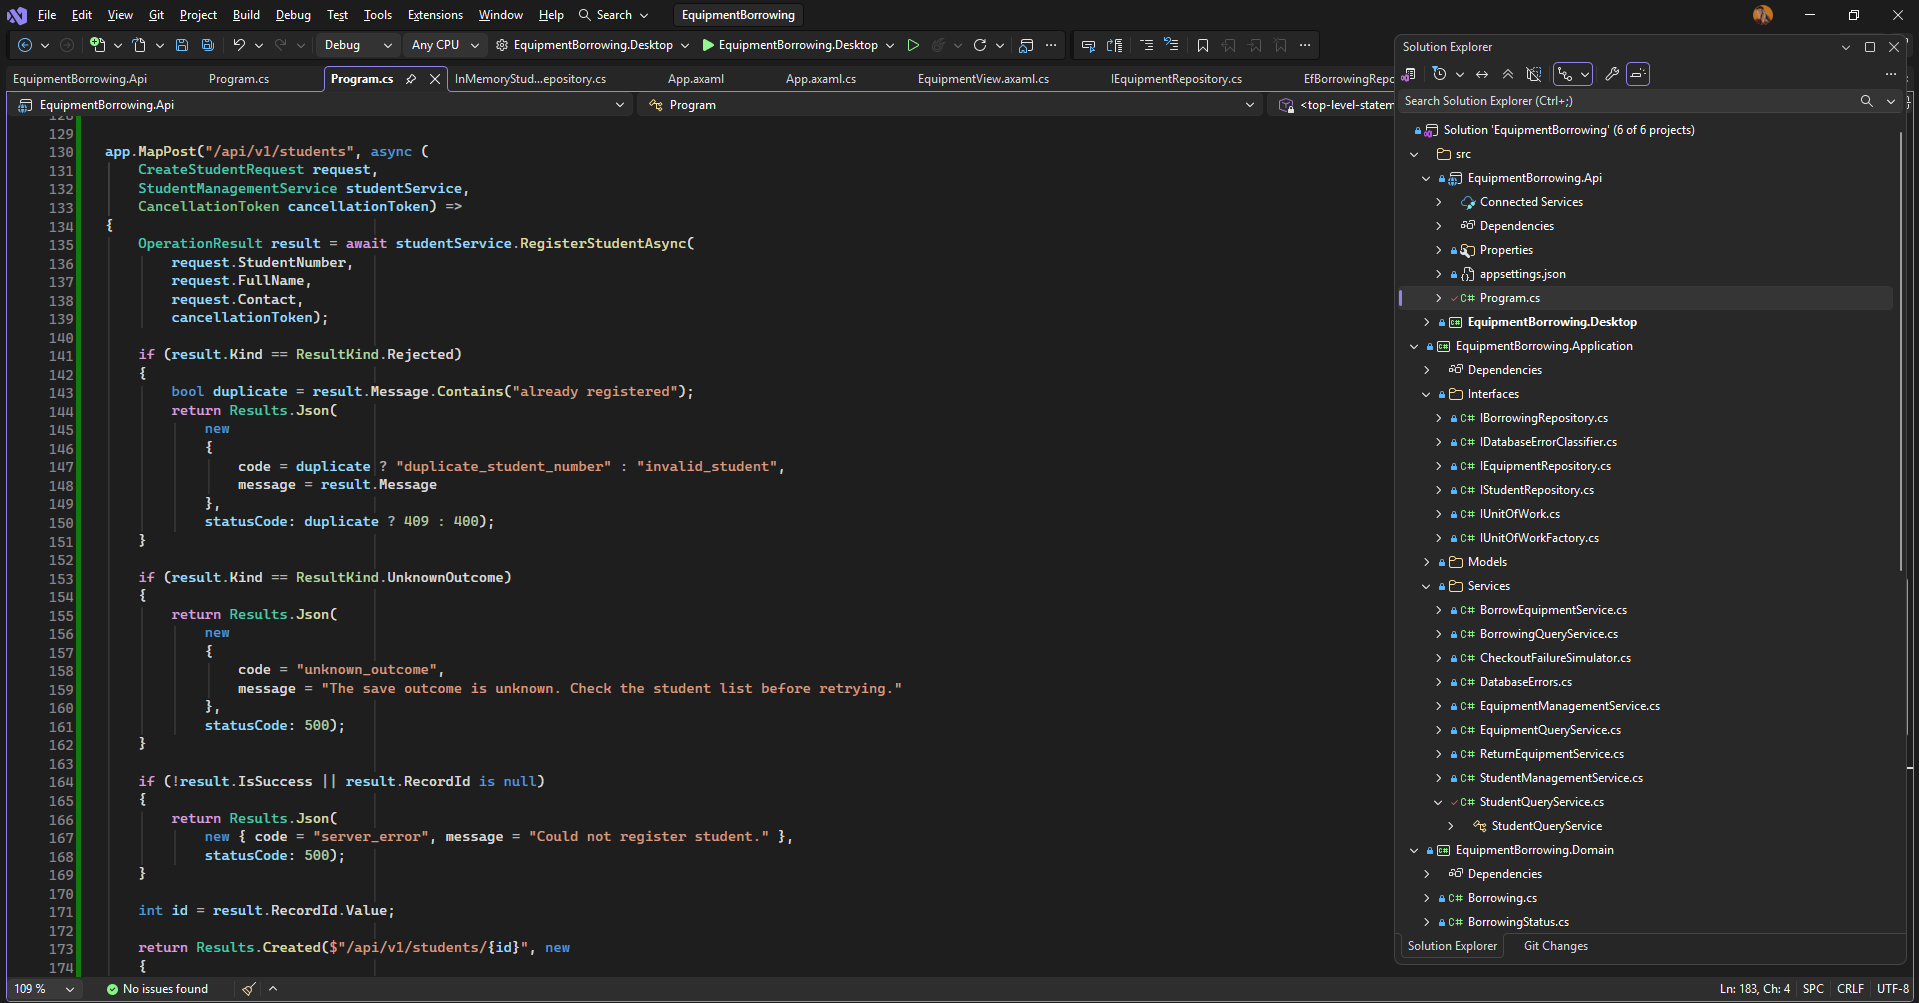 File Edit View Git Project Build Debug Test Tools Extensions Window Help Search EquipmentBorrowing
Debug Any CPU EquipmentBorrowing.Desktop EquipmentBorrowing.Desktop
EquipmentBorrowing.Api Program.cs Program.cs InMemoryStud...epository.cs App.axaml App.axaml.cs EquipmentView.axaml.cs IEquipmentRepository.cs EfBorrowingRepo
EquipmentBorrowing.Api Program <top-level-statem
128
129
130 app.MapPost("/api/v1/students", async (
131 CreateStudentRequest request,
132 StudentManagementService studentService,
133 CancellationToken cancellationToken) =>
134 {
135 OperationResult result = await studentService.RegisterStudentAsync(
136 request.StudentNumber,
137 request.FullName,
138 request.Contact,
139 cancellationToken);
140
141 if (result.Kind == ResultKind.Rejected)
142 {
143 bool duplicate = result.Message.Contains("already registered");
144 return Results.Json(
145 new
146 {
147 code = duplicate ? "duplicate_student_number" : "invalid_student",
148 message = result.Message
149 },
150 statusCode: duplicate ? 409 : 400);
151 }
152
153 if (result.Kind == ResultKind.UnknownOutcome)
154 {
155 return Results.Json(
156 new
157 {
158 code = "unknown_outcome",
159 message = "The save outcome is unknown. Check the student list before retrying."
160 },
161 statusCode: 500);
162 }
163
164 if (!result.IsSuccess || result.RecordId is null)
165 {
166 return Results.Json(
167 new { code = "server_error", message = "Could not register student." },
168 statusCode: 500);
169 }
170
171 int id = result.RecordId.Value;
172
173 return Results.Created($"/api/v1/students/{id}", new
174 {
109 % No issues found Ln: 183, Ch: 4 SPC CRLF UTF-8
Solution Explorer
Search Solution Explorer (Ctrl+;)
Solution 'EquipmentBorrowing' (6 of 6 projects)
src
EquipmentBorrowing.Api
Connected Services
Dependencies
Properties
appsettings.json
C# Program.cs
C# EquipmentBorrowing.Desktop
C# EquipmentBorrowing.Application
Dependencies
Interfaces
C# IBorrowingRepository.cs
C# IDatabaseErrorClassifier.cs
C# IEquipmentRepository.cs
C# IStudentRepository.cs
C# IUnitOfWork.cs
C# IUnitOfWorkFactory.cs
Models
Services
C# BorrowEquipmentService.cs
C# BorrowingQueryService.cs
C# CheckoutFailureSimulator.cs
C# DatabaseErrors.cs
C# EquipmentManagementService.cs
C# EquipmentQueryService.cs
C# ReturnEquipmentService.cs
C# StudentManagementService.cs
C# StudentQueryService.cs
StudentQueryService
C# EquipmentBorrowing.Domain
Dependencies
C# Borrowing.cs
C# BorrowingStatus.cs
Solution Explorer Git Changes